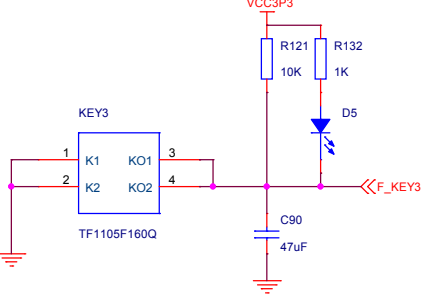 VCC3P3
R121
R132
10K
1K
KEY3
D5
1
K1
KO1
3
2
K2
KO2
4
F_KEY3
C90
TF1105F160Q
47uF